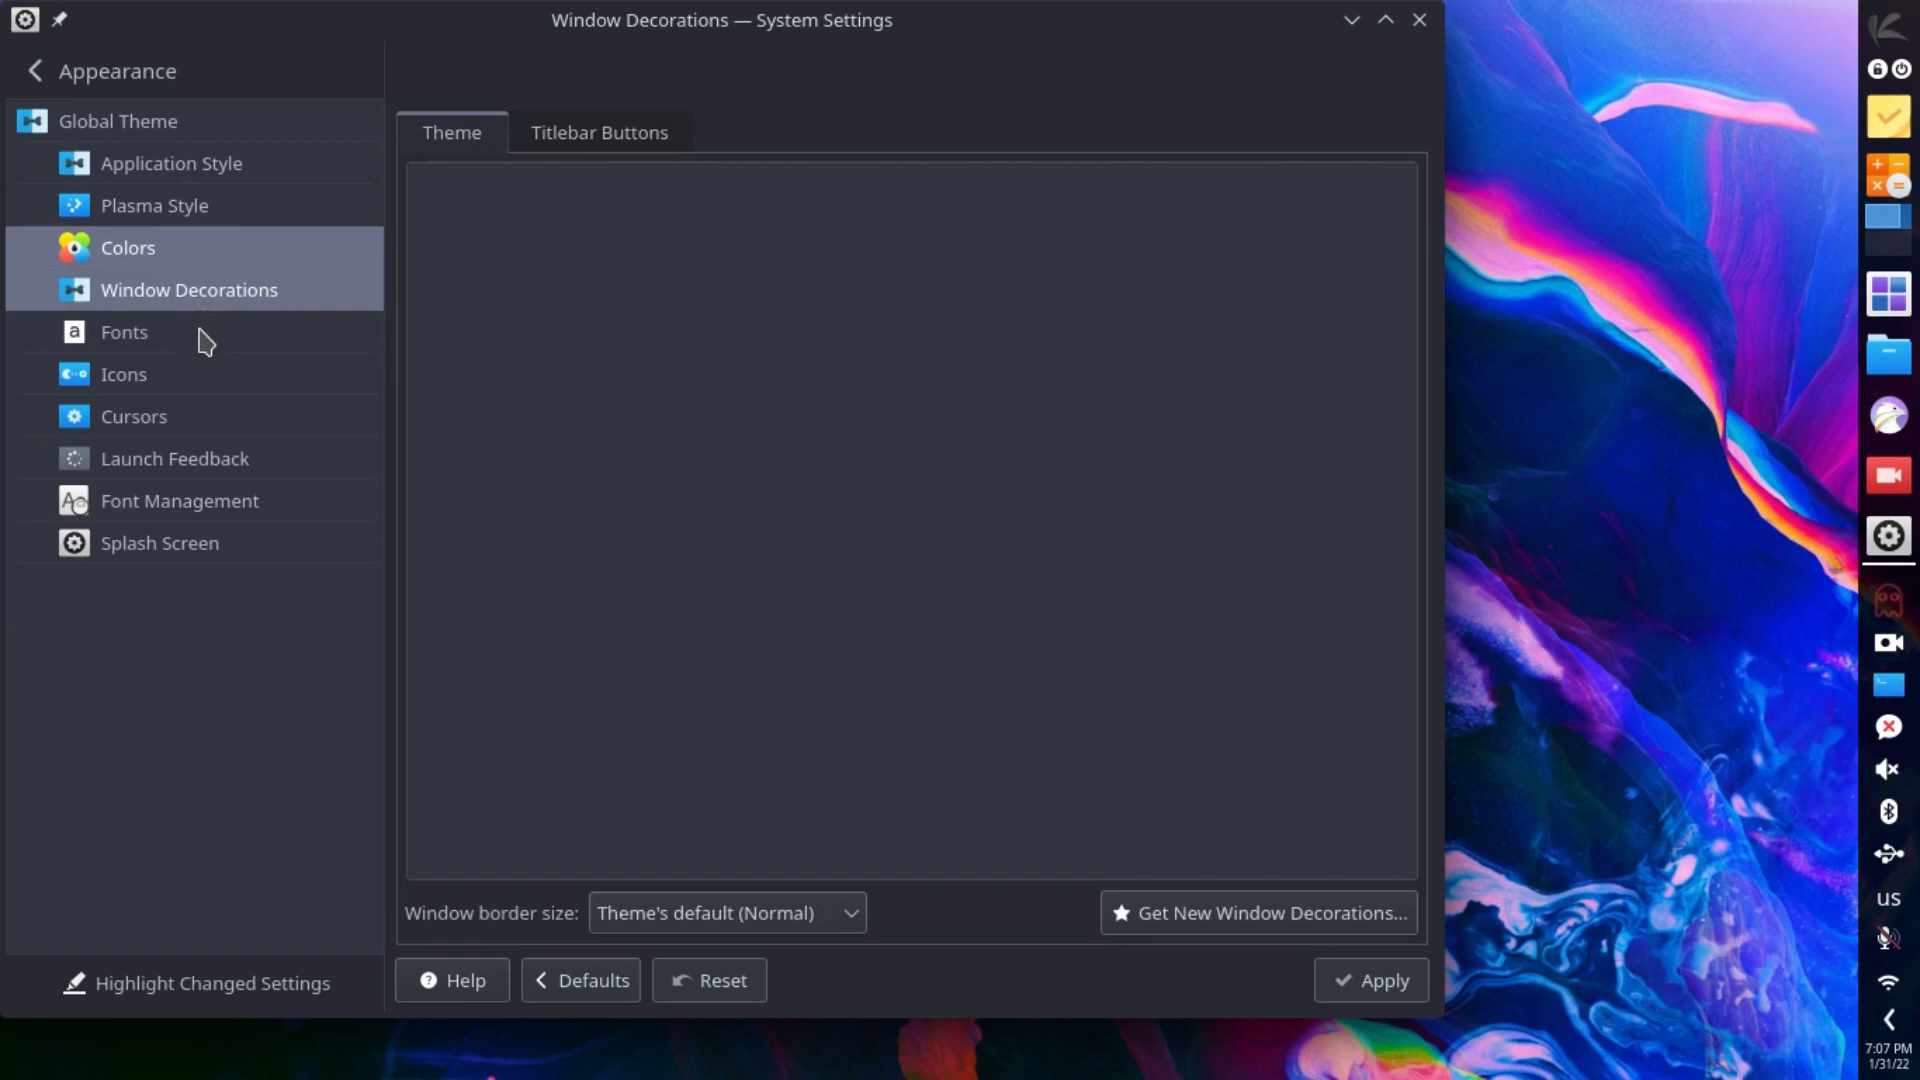 Window Decorations — System Settings
Appearance
Global Theme
Application Style
Plasma Style
Colors
Window Decorations
Fonts
Icons
Cursors
Launch Feedback
Font Management
Splash Screen
Highlight Changed Settings
Theme
Titlebar Buttons
Window border size:
Theme's default (Normal)
Get New Window Decorations...
Help
Defaults
Reset
Apply
us
7:07 PM
1/31/22